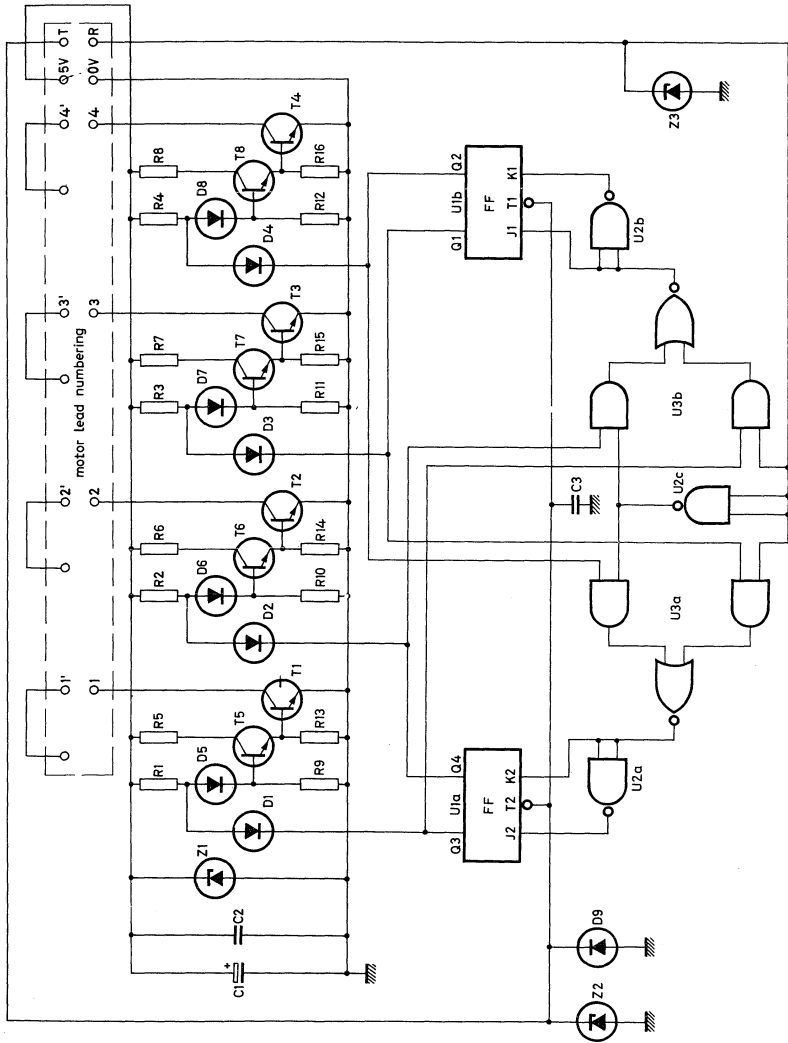 5V T
0V R
1' 2' 3' 4'
1 2 3 4
motor lead numbering
R1 R5 R2 R6 R3 R7 R4 R8
D5 D6 D7 D8
T5 T6 T7 T8
T1 T2 T3 T4
D1 D2 D3 D4
R9 R13 R10 R14 R11 R15 R12 R16
Z1
C2
+
C1
Q3 U1a Q4
FF
J2 T2 K2
U2a
Q1 U1b Q2
FF
J1 T1 K1
U2b
C3
U3a
U3b
U2c
Z2
D9
Z3